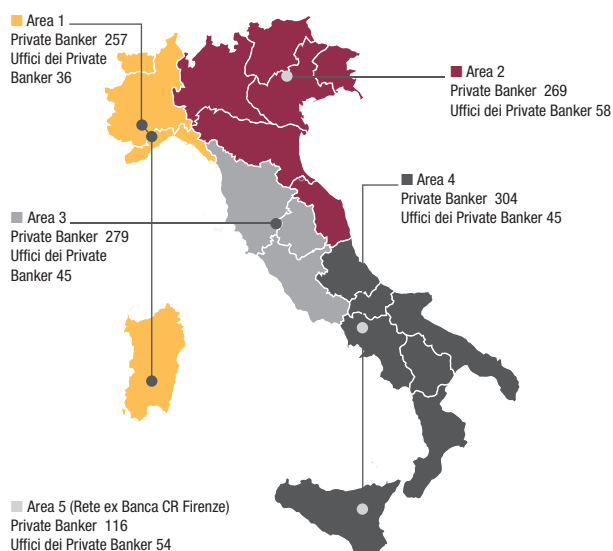 Area 1
Private Banker 257
Uffici dei Private
Banker 36
Area 2
Private Banker 269
Uffici dei Private Banker 58
Area 3
Private Banker 279
Uffici dei Private
Banker 45
Area 4
Private Banker 304
Uffici dei Private Banker 45
Area 5 (Rete ex Banca CR Firenze)
Private Banker 116
Uffici dei Private Banker 54